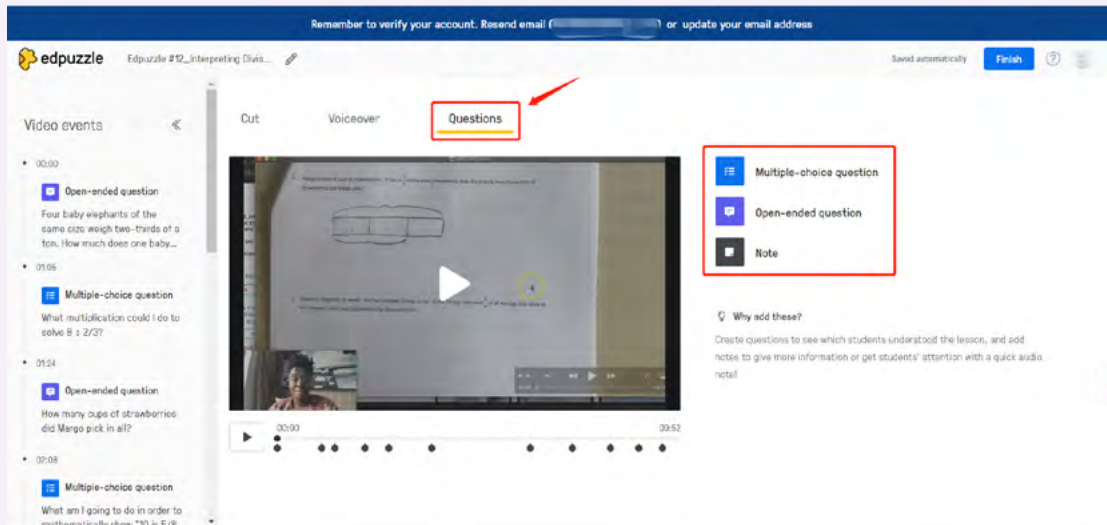 Remember to verify your account. Resend email ( ) or update your email address
edpuzzle
Edpuzzle #12_Interpreting Divis...
Saved automatically
Finish
?
Video events
Cut
Voiceover
Questions
00:00
Open-ended question
Four baby elephants of the
same size weigh two-thirds of a
ton. How much does one baby...
01:06
Multiple-choice question
What multiplication could I do to
solve 8 ÷ 2/3?
01:24
Open-ended question
How many cups of strawberries
did Margo pick in all?
02:08
Multiple-choice question
What am I going to do in order to
mathematically show "10 is 5/8
00:00
Multiple-choice question
Open-ended question
Note
Why add these?
Create questions to see which students understood the lesson, and add
notes to give more information or get students' attention with a quick audio
note!